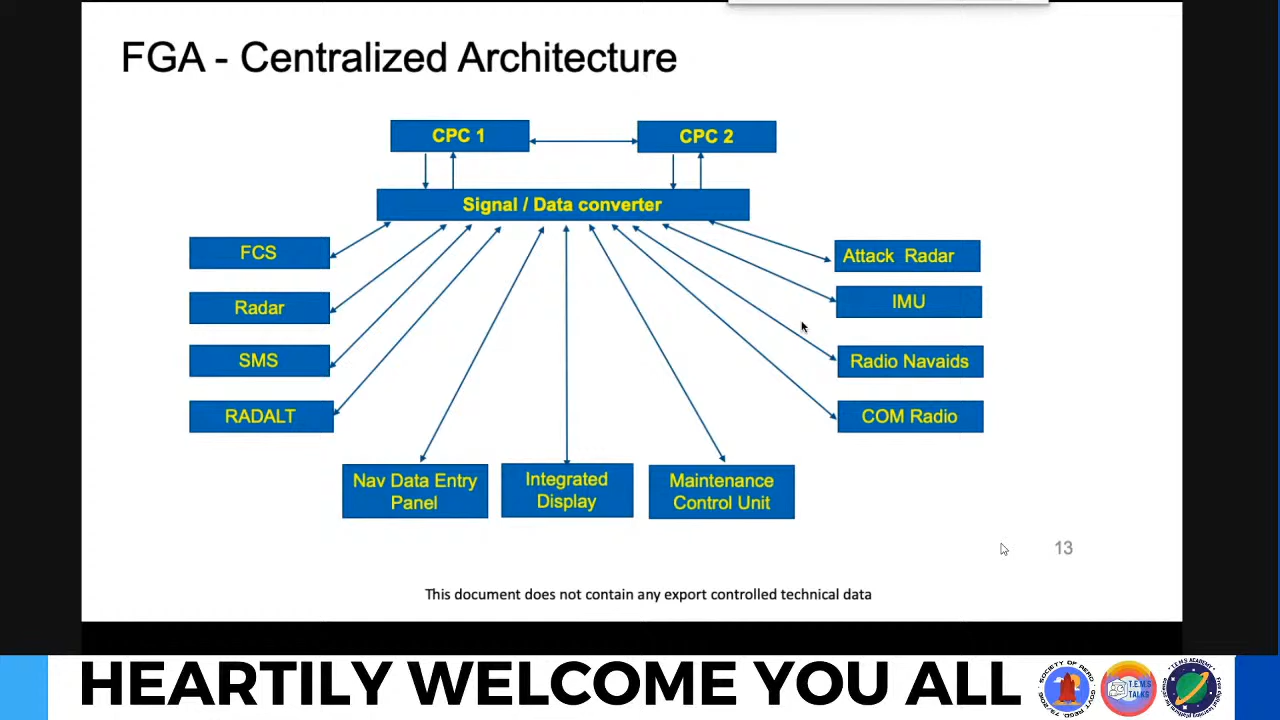 FGA - Centralized Architecture
CPC 1
CPC 2
Signal / Data converter
FCS
Attack Radar
Radar
IMU
SMS
Radio Navaids
RADALT
COM Radio
Nav Data Entry
Panel
Integrated
Display
Maintenance
Control Unit
13
This document does not contain any export controlled technical data
HEARTILY WELCOME YOU ALL
T.E.M.S
TALKS